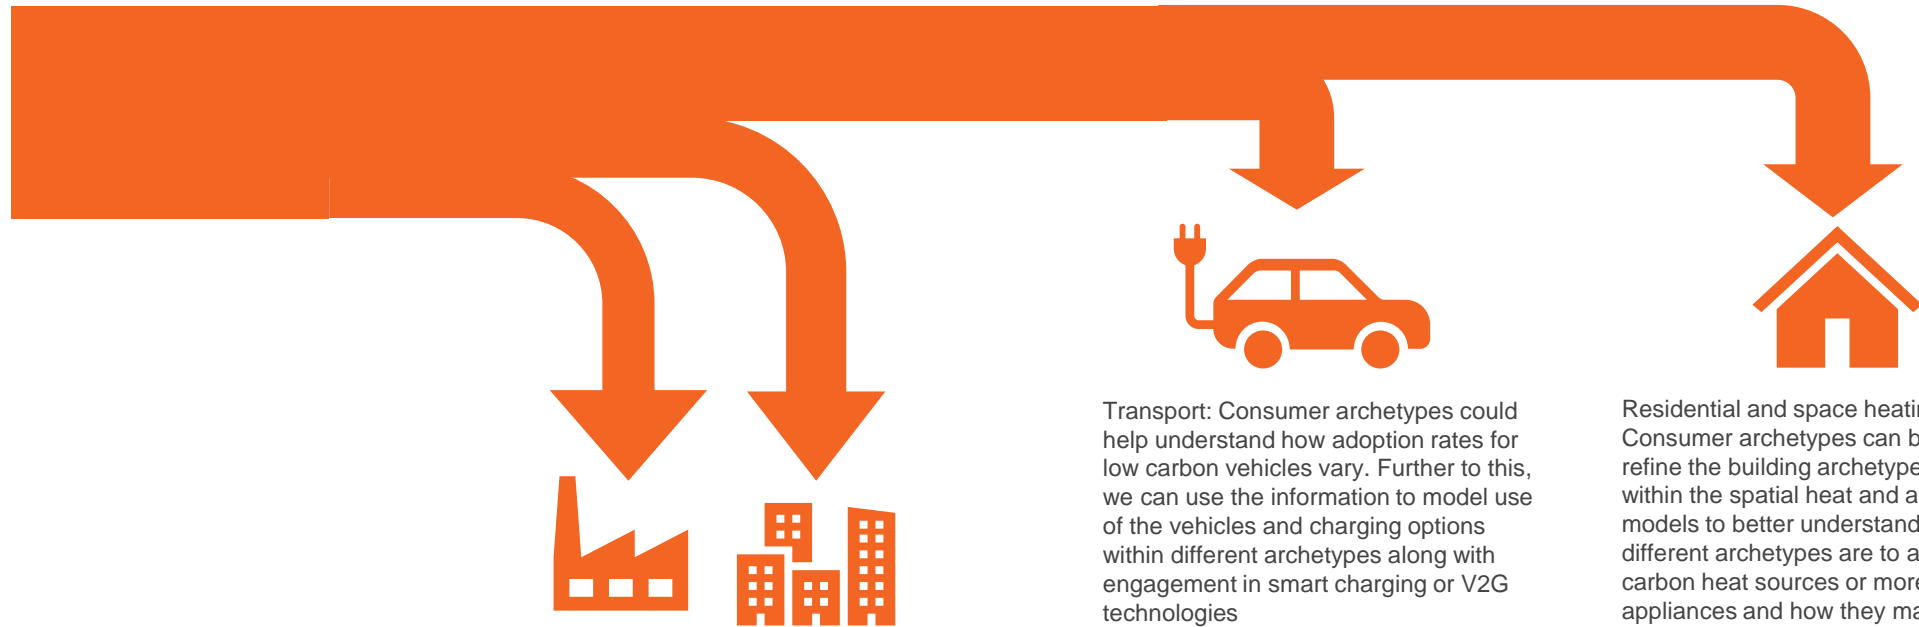 Transport: Consumer archetypes could
help understand how adoption rates for
low carbon vehicles vary. Further to this,
we can use the information to model use
of the vehicles and charging options
within different archetypes along with
engagement in smart charging or V2G
technologies
Residential and space
Consumer archetypes can
refine the building
within the spatial heat and
models to better understand
different archetypes are to
carbon heat sources or more
appliances and how they